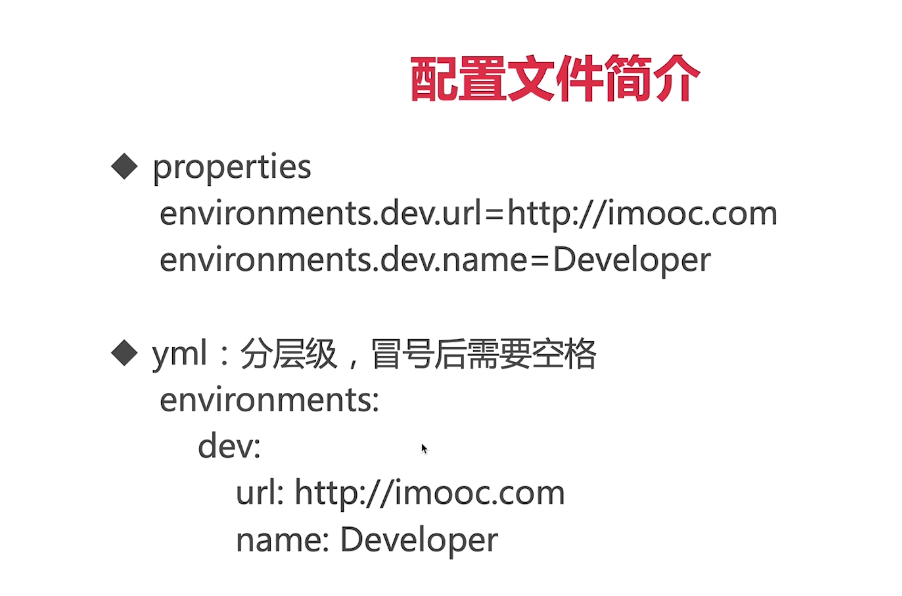 配置文件简介
◆ properties
environments.dev.url=http://imooc.com
environments.dev.name=Developer
◆ yml：分层级，冒号后需要空格
environments:
dev:
url: http://imooc.com
name: Developer